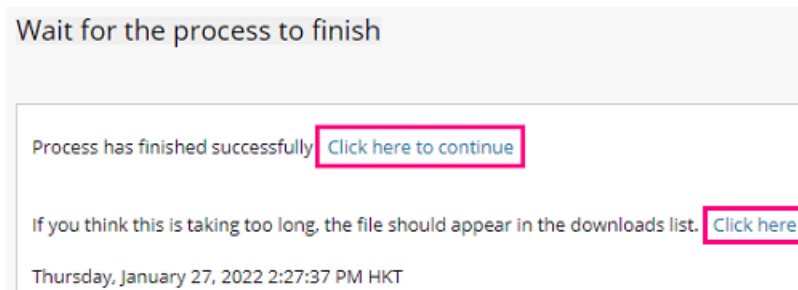 Wait for the process to finish
Process has finished successfully Click here to continue
If you think this is taking too long, the file should appear in the downloads list. Click here
Thursday, January 27, 2022 2:27:37 PM HKT